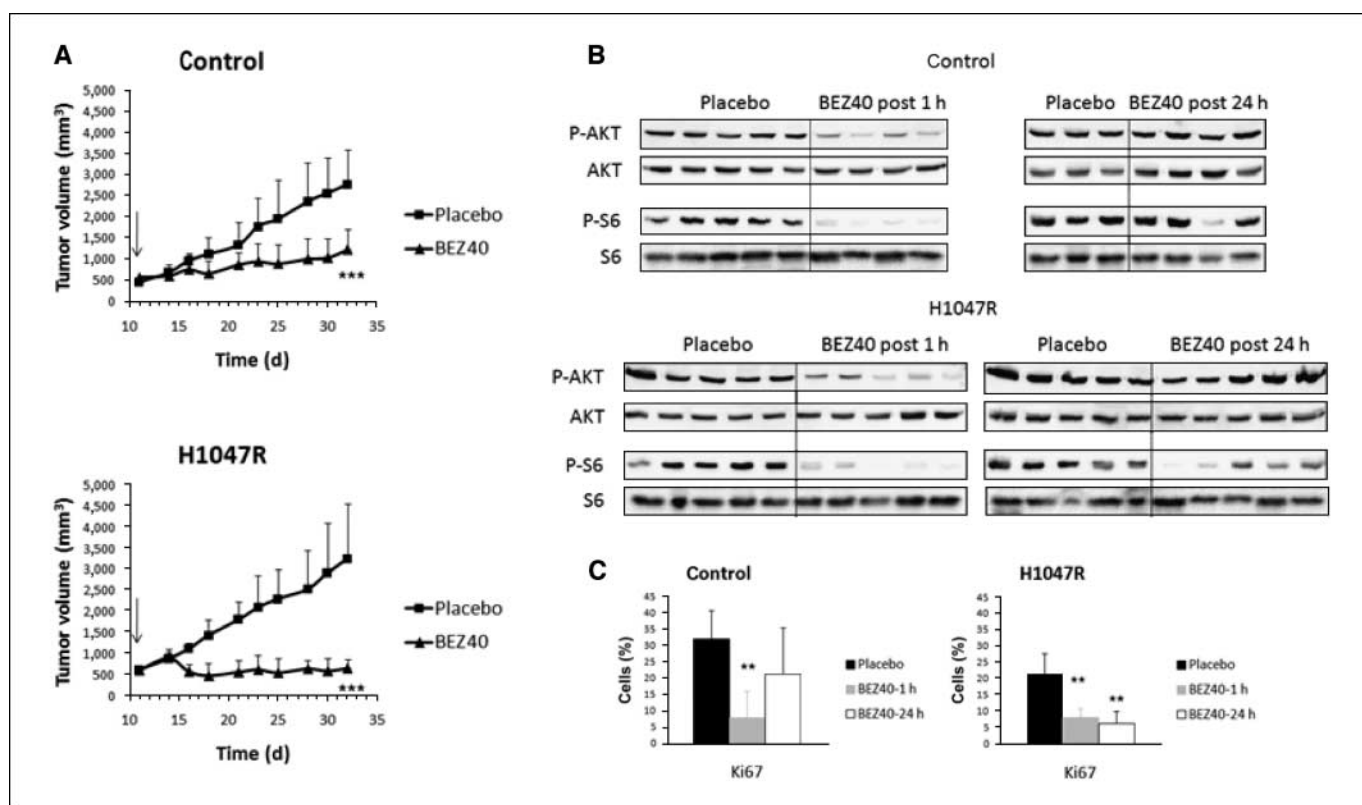 A
Control
5,000
4,500
4,000
3,500
3,000
2,500
2,000
1,500
1,000
500
0
Tumor volume (mm³)
Placebo
BEZ40
***
10 15 20 25 30 35
Time (d)
H1047R
5,000
4,500
4,000
3,500
3,000
2,500
2,000
1,500
1,000
500
0
Tumor volume (mm³)
Placebo
BEZ40
***
10 15 20 25 30 35
Time (d)
B
Control
Placebo BEZ40 post 1 h Placebo BEZ40 post 24 h
P-AKT
AKT
P-S6
S6
H1047R
Placebo BEZ40 post 1 h Placebo BEZ40 post 24 h
P-AKT
AKT
P-S6
S6
C
Control
45
40
35
30
25
20
15
10
5
0
Cells (%)
**
Placebo
BEZ40-1 h
BEZ40-24 h
Ki67
H1047R
45
40
35
30
25
20
15
10
5
0
Cells (%)
** **
Placebo
BEZ40-1 h
BEZ40-24 h
Ki67